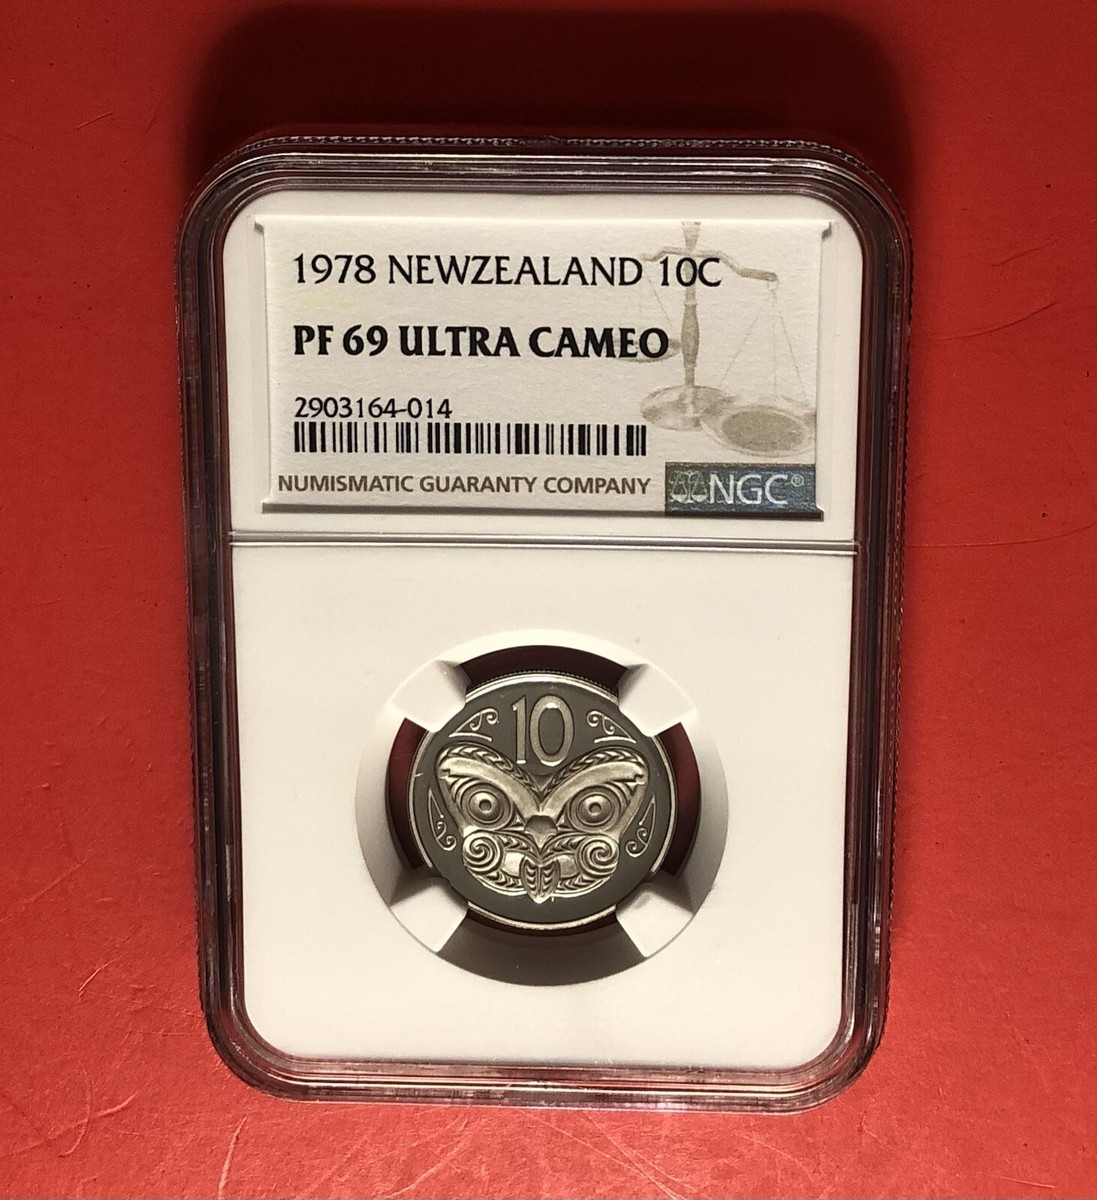 1978 NEWZEALAND 10C
PF 69 ULTRA CAMEO
2903164-014
NUMISMATIC GUARANTY COMPANY
NGC®
10